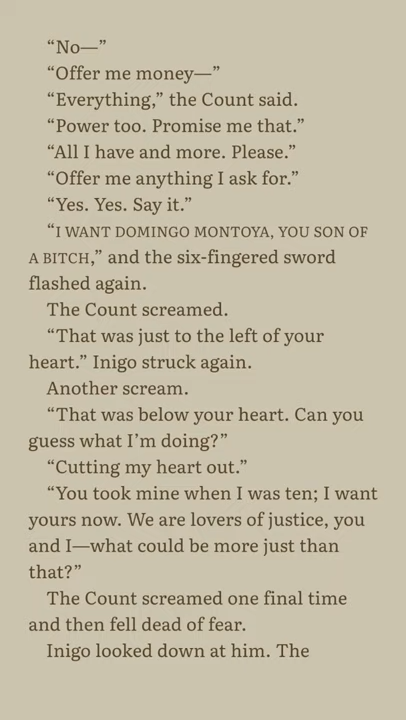 “No—”
“Offer me money—”
“Everything,” the Count said.
“Power too. Promise me that.”
“All I have and more. Please.”
“Offer me anything I ask for.”
“Yes. Yes. Say it.”
“I WANT DOMINGO MONTOYA, YOU SON OF
A BITCH,” and the six-fingered sword
flashed again.
The Count screamed.
“That was just to the left of your
heart.” Inigo struck again.
Another scream.
“That was below your heart. Can you
guess what I’m doing?”
“Cutting my heart out.”
“You took mine when I was ten; I want
yours now. We are lovers of justice, you
and I—what could be more just than
that?”
The Count screamed one final time
and then fell dead of fear.
Inigo looked down at him. The